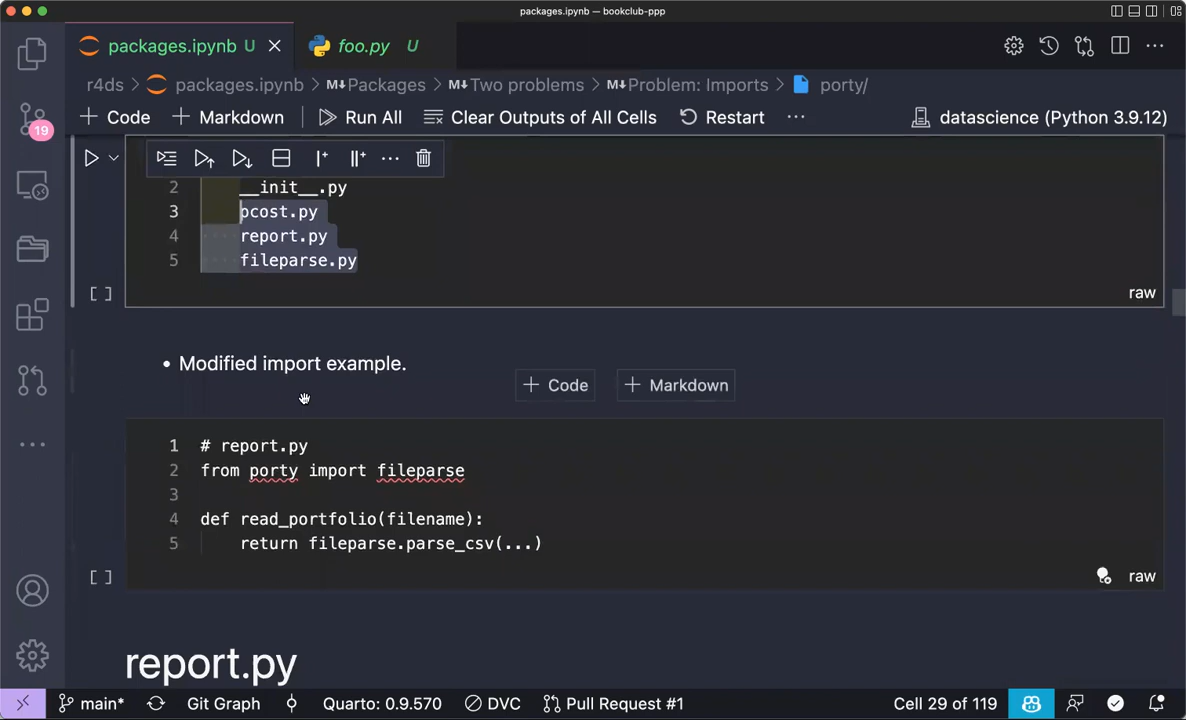 packages.ipynb — bookclub-ppp
packages.ipynb U
foo.py U
r4ds > packages.ipynb > M↓Packages > M↓Two problems > M↓Problem: Imports > porty/
+ Code + Markdown Run All Clear Outputs of All Cells Restart ... datascience (Python 3.9.12)
19
2 __init__.py
3 pcost.py
4 report.py
5 fileparse.py
[ ] raw
• Modified import example.
+ Code + Markdown
1 # report.py
2 from porty import fileparse
3
4 def read_portfolio(filename):
5 return fileparse.parse_csv(...)
[ ] raw
report.py
main* Git Graph Quarto: 0.9.570 DVC Pull Request #1 Cell 29 of 119